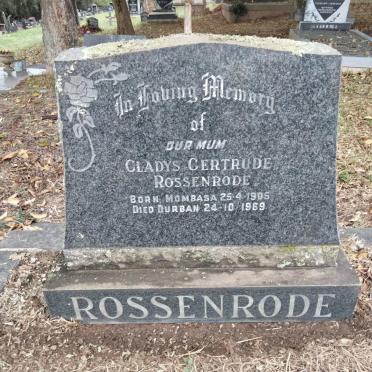 In Loving Memory
of
OUR MUM
GLADYS GERTRUDE
ROSSENRODE
BORN MOMBASA 25·4·1905
DIED DURBAN 24·10·1969
ROSSENRODE